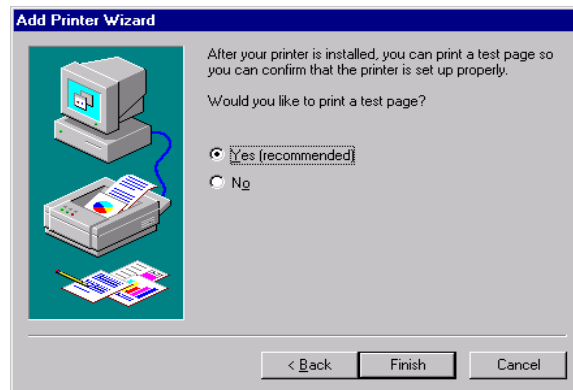 Add Printer Wizard
After your printer is installed, you can print a test page so
you can confirm that the printer is set up properly.
Would you like to print a test page?
Yes (recommended)
No
< Back Finish Cancel